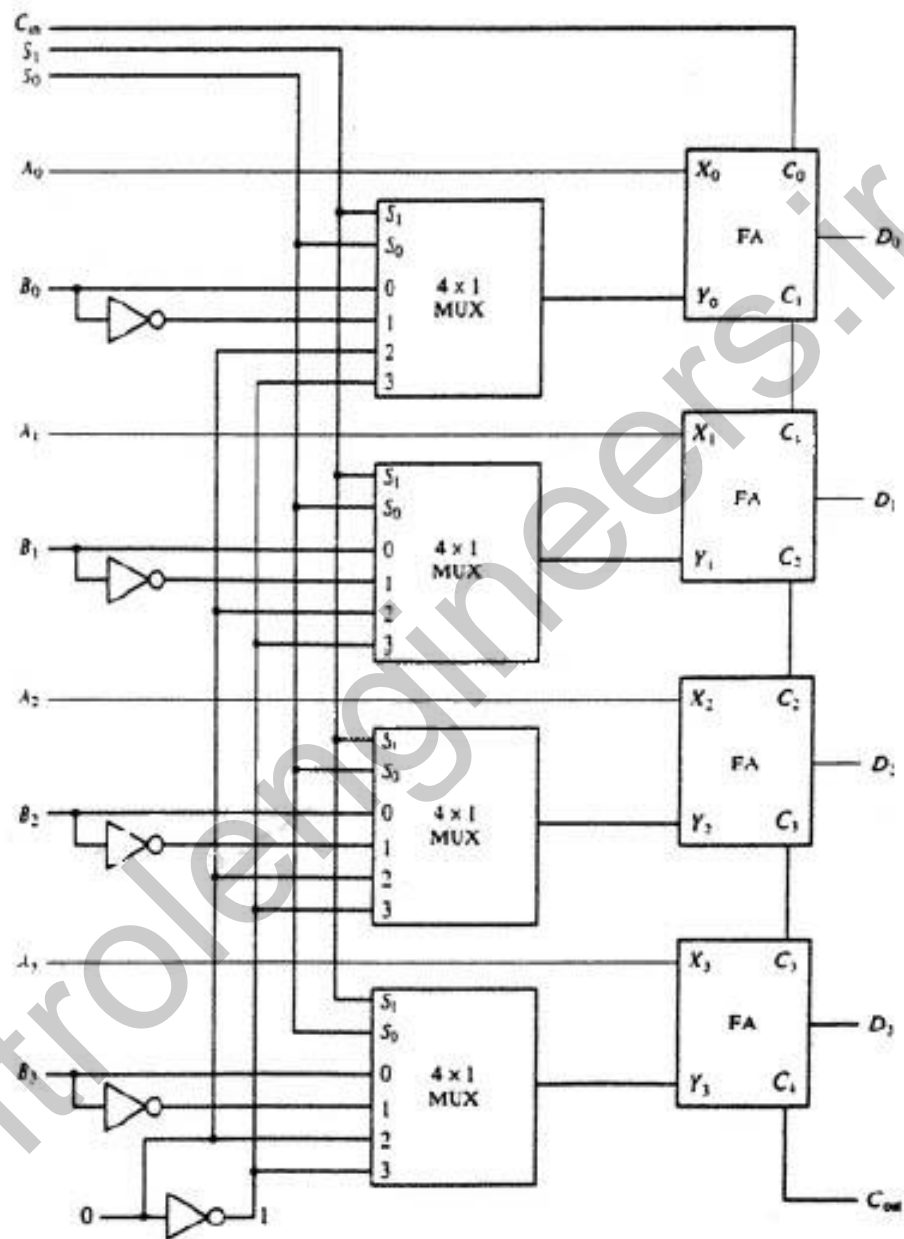 C_in
S_1
S_0
A_0
X_0 C_0
S_1
S_0
FA
D_0
B_0
0
4 x 1
MUX
1
Y_0 C_1
2
3
A_1
X_1 C_1
S_1
S_0
FA
D_1
B_1
0
4 x 1
MUX
1
Y_1 C_2
2
3
A_2
X_2 C_2
S_1
S_0
FA
D_2
B_2
0
4 x 1
MUX
1
Y_2 C_3
2
3
A_3
X_3 C_3
S_1
S_0
FA
D_3
B_3
0
4 x 1
MUX
1
Y_3 C_4
2
3
0
1
C_out
trolengineers.ir